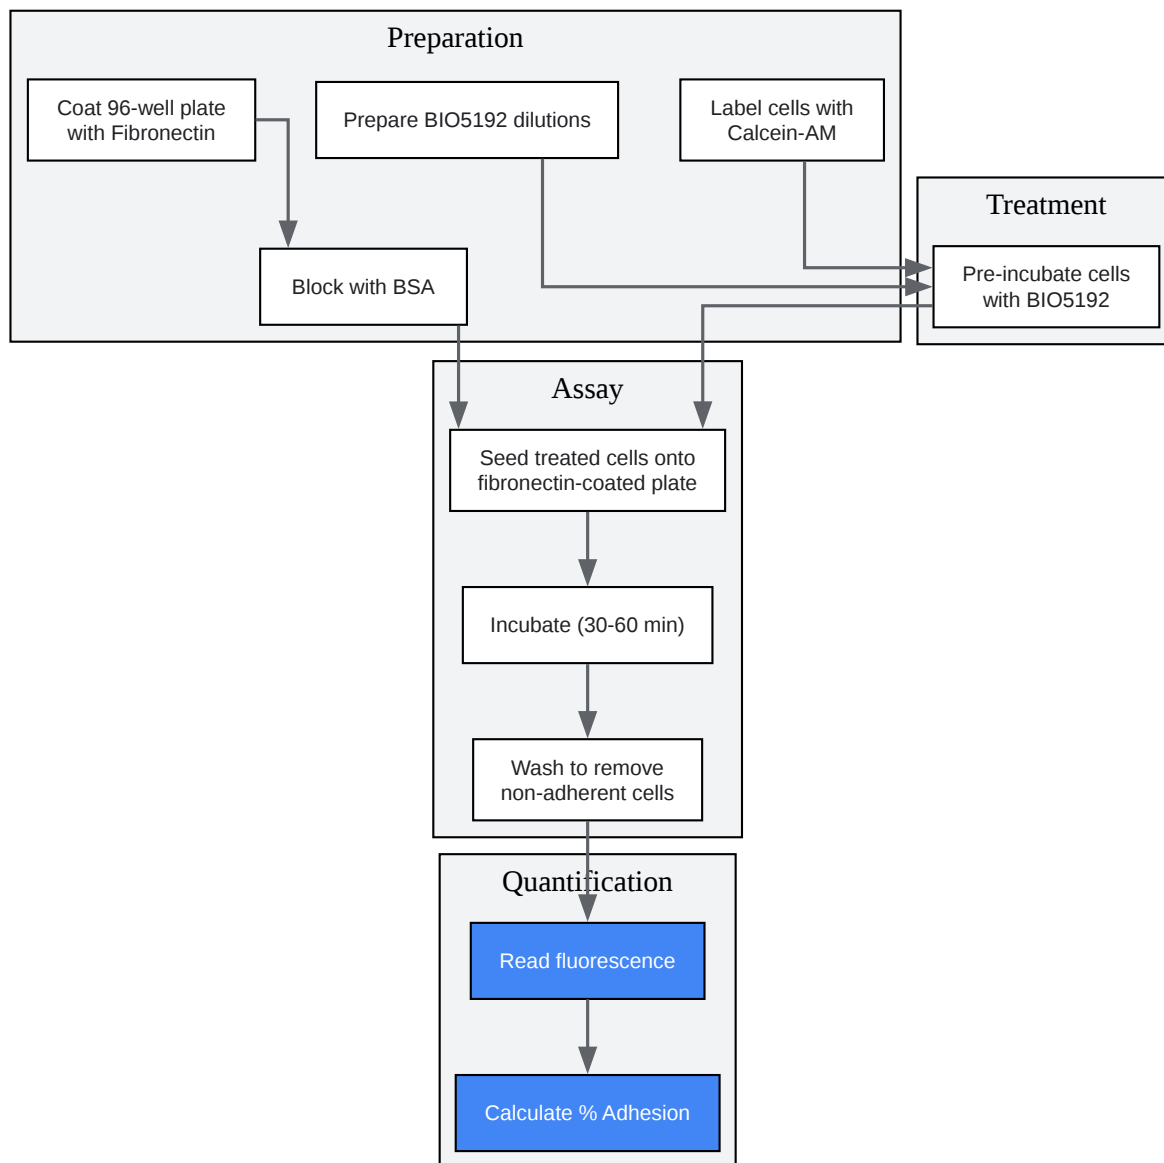 Preparation
Coat 96-well plate
with Fibronectin
Prepare BIO5192 dilutions
Label cells with
Calcein-AM
Block with BSA
Treatment
Pre-incubate cells
with BIO5192
Assay
Seed treated cells onto
fibronectin-coated plate
Incubate (30-60 min)
Wash to remove
non-adherent cells
Quantification
Read fluorescence
Calculate % Adhesion